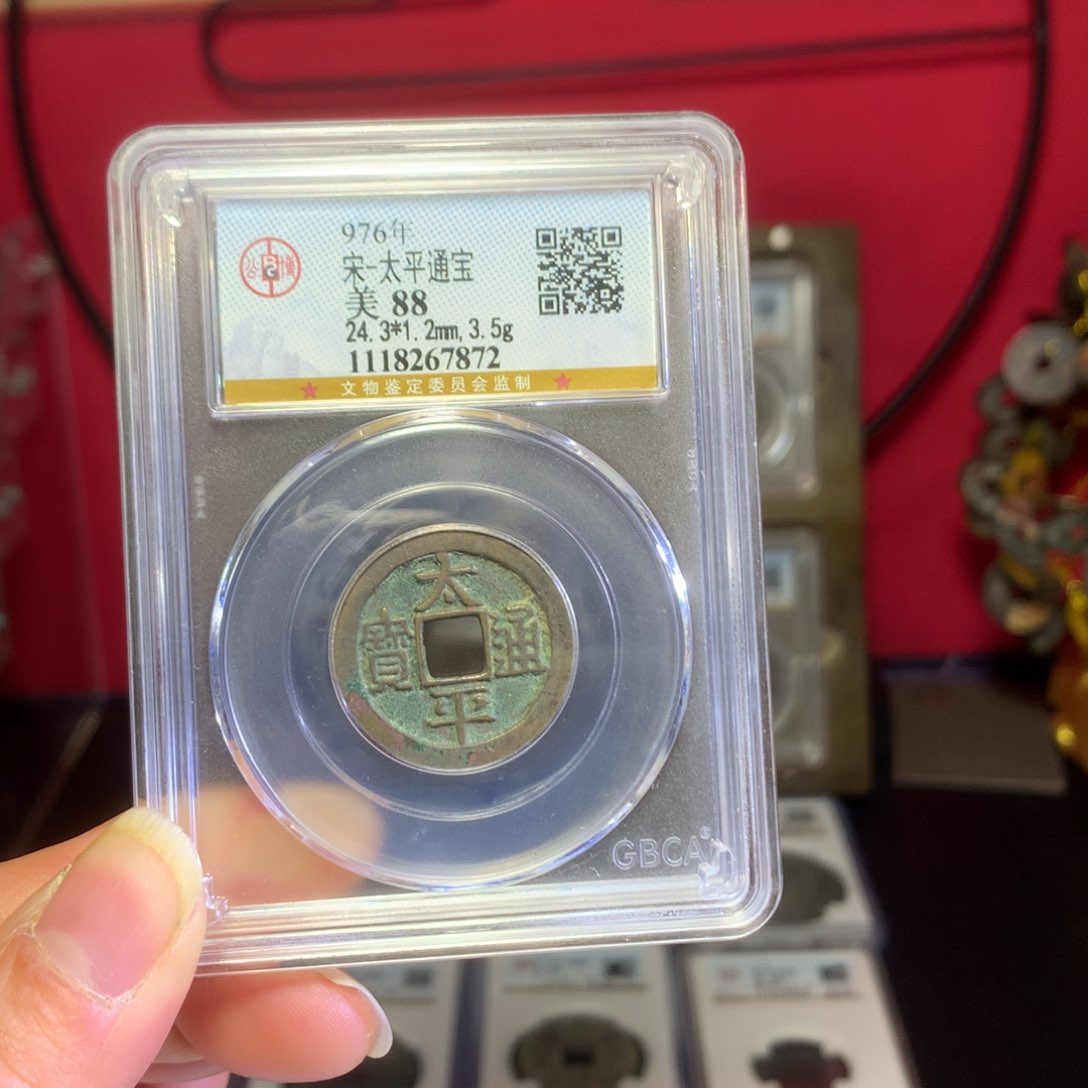 976年
宋-太平通宝
美 88
24.3*1.2mm, 3.5g
1118267872
文物鉴定委员会监制
太平通寳
GBCA®